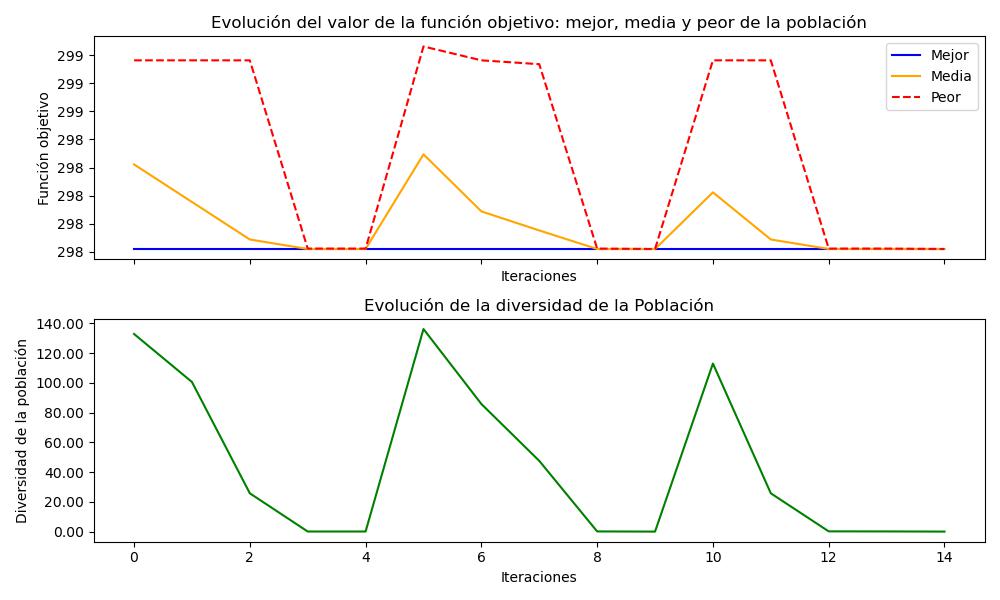 Evolución del valor de la función objetivo: mejor, media y peor de la población
Función objetivo
299
299
299
298
298
298
298
298
Mejor
Media
Peor
Iteraciones
Evolución de la diversidad de la Población
Diversidad de la población
140.00
120.00
100.00
80.00
60.00
40.00
20.00
0.00
0 2 4 6 8 10 12 14
Iteraciones